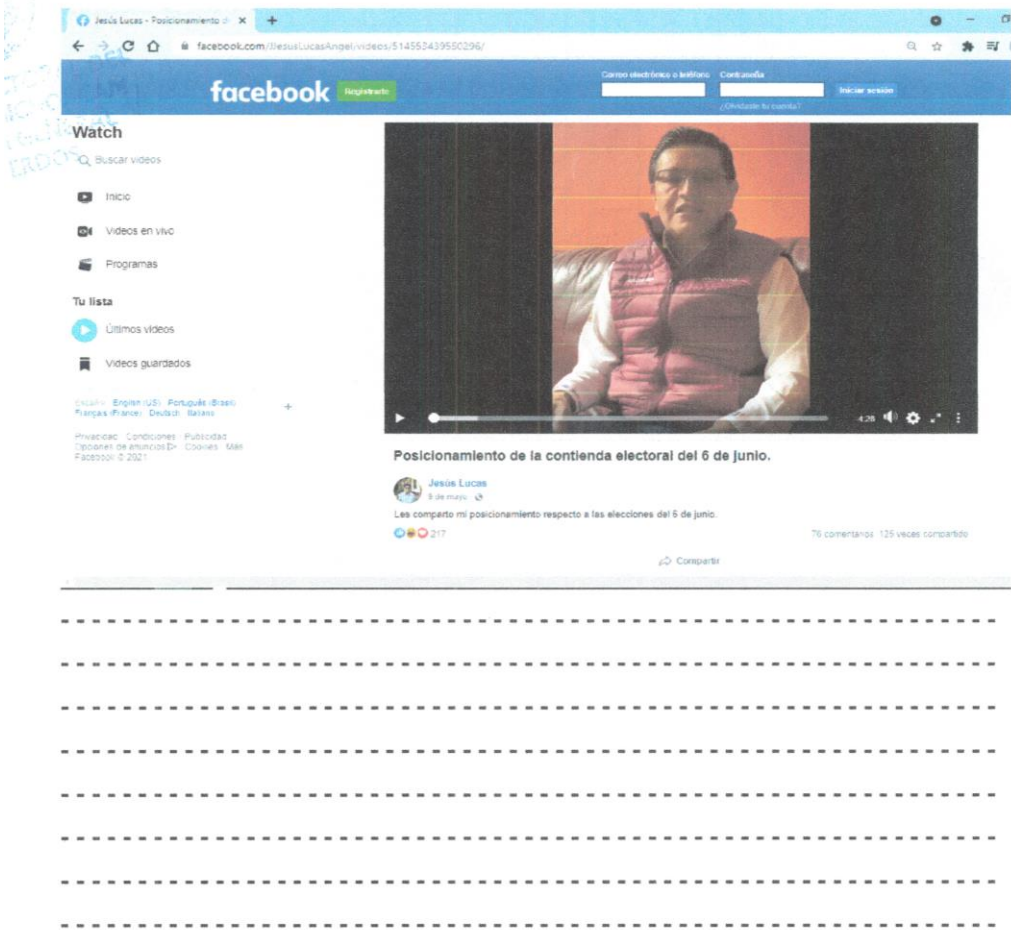 Jesús Lucas - Posicionamiento d
facebook.com/JJesusLucasAngel/videos/514553439550296/
facebook
Registrarte
Correo electrónico o teléfono
Contraseña
Iniciar sesión
¿Olvidaste tu cuenta?
Watch
Buscar videos
Inicio
Videos en vivo
Programas
Tu lista
Últimos videos
Videos guardados
Español English (US) Português (Brasil)
Français (France) Deutsch Italiano
Privacidad Condiciones Publicidad
Opciones de anuncios Cookies Más
Facebook © 2021
4:28
Posicionamiento de la contienda electoral del 6 de junio.
Jesús Lucas
9 de mayo
Les comparto mi posicionamiento respecto a las elecciones del 6 de junio.
217
76 comentarios 125 veces compartido
Compartir